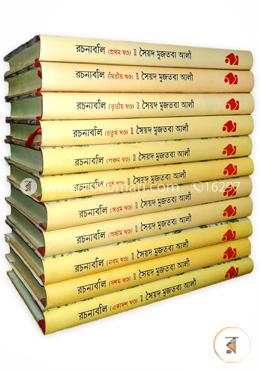 রচনাবলি (প্রথম খণ্ড) সৈয়দ মুজতবা আলী
রচনাবলি (দ্বিতীয় খণ্ড) সৈয়দ মুজতবা আলী
রচনাবলি (তৃতীয় খণ্ড) সৈয়দ মুজতবা আলী
রচনাবলি (চতুর্থ খণ্ড) সৈয়দ মুজতবা আলী
রচনাবলি (পঞ্চম খণ্ড) সৈয়দ মুজতবা আলী
রচনাবলি সৈয়দ মুজতবা আলী
রচনাবলি (সপ্তম খণ্ড) সৈয়দ মুজতবা আলী
রচনাবলি (অষ্টম খণ্ড) সৈয়দ মুজতবা আলী
রচনাবলি (নবম খণ্ড) সৈয়দ মুজতবা আলী
রচনাবলি (দশম খণ্ড) সৈয়দ মুজতবা আলী
রচনাবলি (একাদশ খণ্ড) সৈয়দ মুজতবা আলী